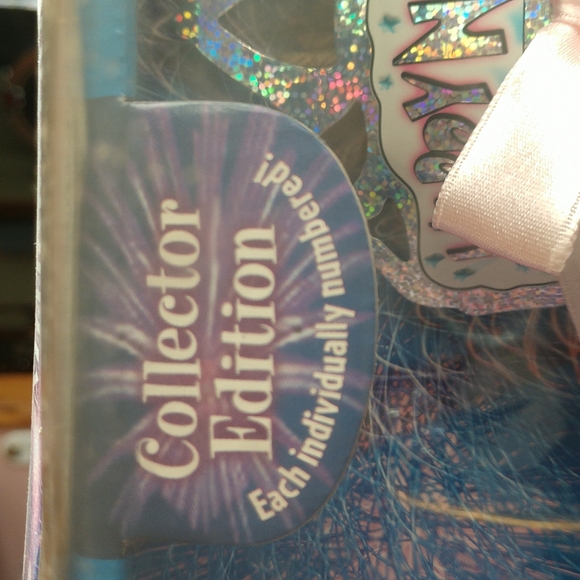 Collector
Edition
Each individually numbered!